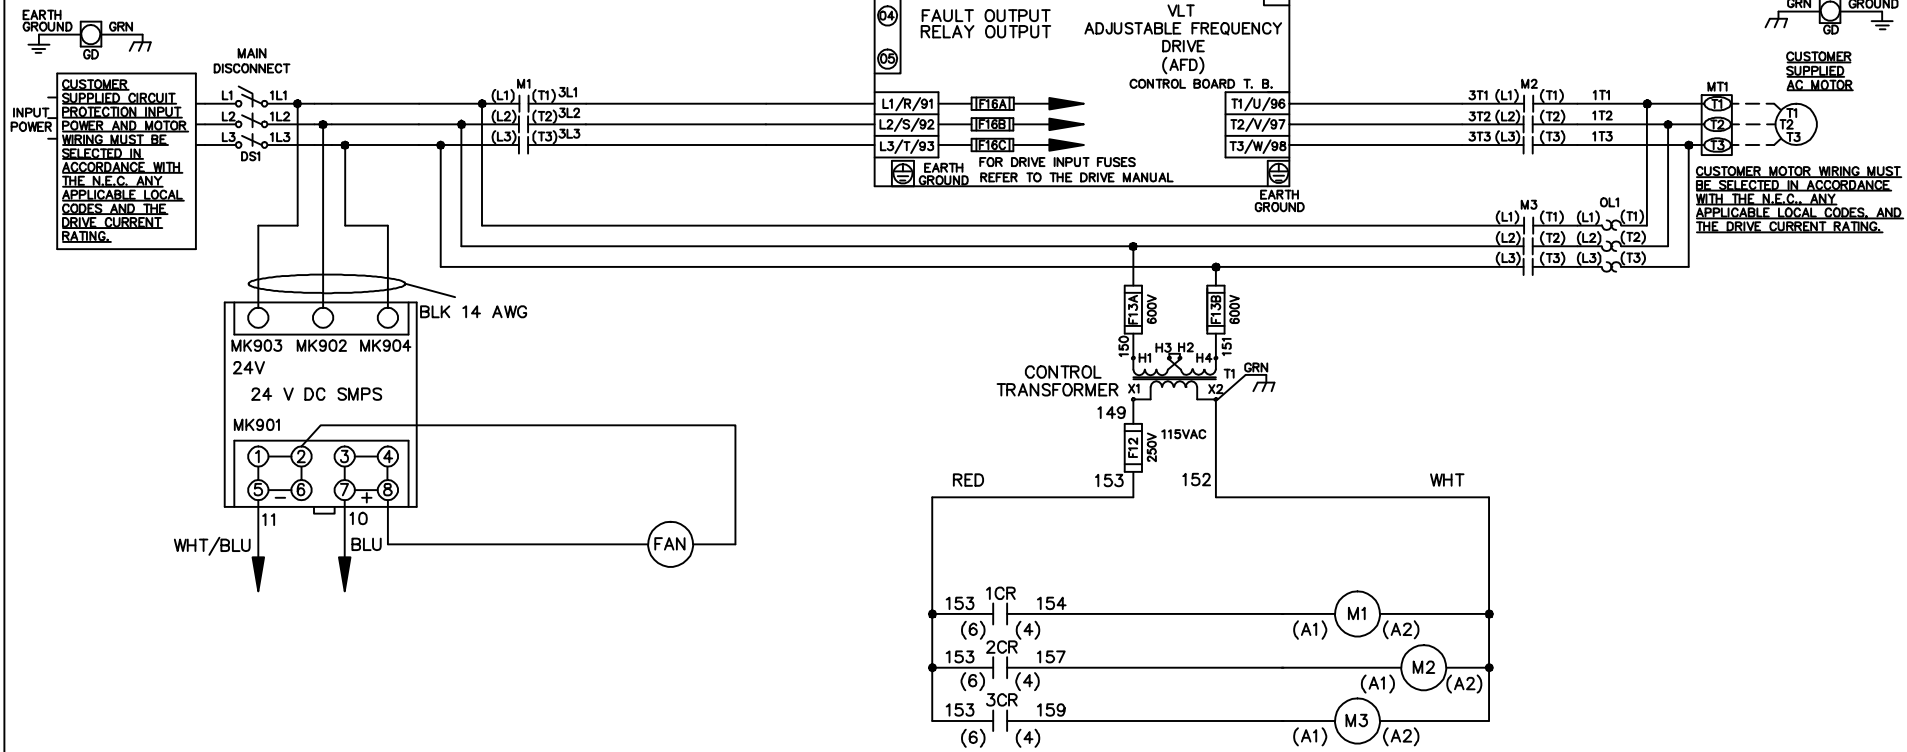 EARTH
GROUND
GRN
GD
MAIN
DISCONNECT
INPUT
POWER
CUSTOMER
SUPPLIED CIRCUIT
PROTECTION INPUT
POWER AND MOTOR
WIRING MUST BE
SELECTED IN
ACCORDANCE WITH
THE N.E.C. ANY
APPLICABLE LOCAL
CODES AND THE
DRIVE CURRENT
RATING.
L1 1L1
L2 1L2
L3 1L3
DS1
M1
(L1) (T1) 3L1
(L2) (T2) 3L2
(L3) (T3) 3L3
04
05
FAULT OUTPUT
RELAY OUTPUT
VLT
ADJUSTABLE FREQUENCY
DRIVE
(AFD)
CONTROL BOARD T. B.
L1/R/91 F16A T1/U/96
L2/S/92 F16B T2/V/97
L3/T/93 F16C T3/W/98
EARTH
GROUND
FOR DRIVE INPUT FUSES
REFER TO THE DRIVE MANUAL
EARTH
GROUND
M2
3T1 (L1) (T1) 1T1
3T2 (L2) (T2) 1T2
3T3 (L3) (T3) 1T3
GRN
GROUND
GD
CUSTOMER
SUPPLIED
AC MOTOR
MT1
T1
T2
T3
T1
T2
T3
CUSTOMER MOTOR WIRING MUST
BE SELECTED IN ACCORDANCE
WITH THE N.E.C., ANY
APPLICABLE LOCAL CODES, AND
THE DRIVE CURRENT RATING.
M3 OL1
(L1) (T1) (L1) (T1)
(L2) (T2) (L2) (T2)
(L3) (T3) (L3) (T3)
BLK 14 AWG
MK903 MK902 MK904
24V
24 V DC SMPS
MK901
1 2 3 4
5 – 6 7 + 8
11
10
WHT/BLU
BLU
FAN
F13A
600V
F13B
600V
150
151
H1 H3 H2 H4
CONTROL
TRANSFORMER
T1
GRN
X1 X2
149
F12
250V
115VAC
153
152
RED
WHT
1CR
153 154
(6) (4)
M1
(A1) (A2)
2CR
153 157
(6) (4)
M2
(A1) (A2)
3CR
153 159
(6) (4)
M3
(A1) (A2)